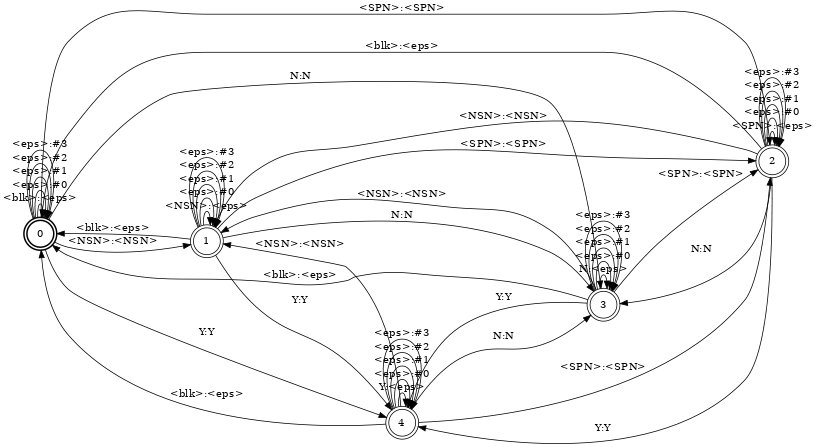 <SPN>:<SPN>
<blk>:<eps>
N:N
<eps>:#3
<eps>:#2
<eps>:#1
<eps>:#0
<SPN>:<eps>
2
<NSN>:<NSN>
<SPN>:<SPN>
<eps>:#3
<eps>:#2
<eps>:#1
<eps>:#0
<blk>:<eps>
0
<eps>:#3
<eps>:#2
<eps>:#1
<eps>:#0
<NSN>:<eps>
1
<SPN>:<SPN>
<NSN>:<NSN>
N:N
<blk>:<eps>
<NSN>:<NSN>
<NSN>:<NSN>
<eps>:#3
<eps>:#2
<eps>:#1
<eps>:#0
N:<eps>
3
N:N
<blk>:<eps>
Y:Y
Y:Y
Y:Y
N:N
<eps>:#3
<eps>:#2
<eps>:#1
<eps>:#0
Y:<eps>
4
<SPN>:<SPN>
<blk>:<eps>
Y:Y